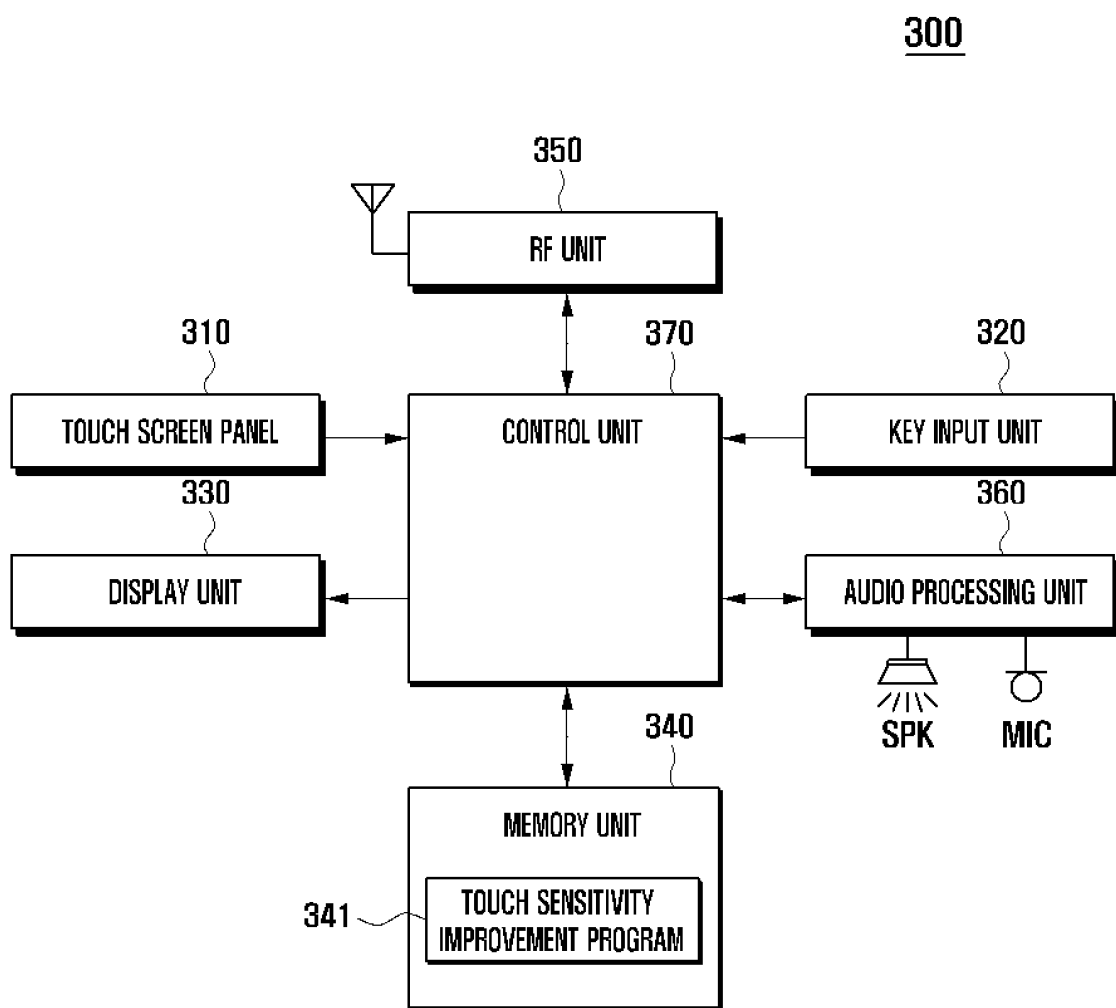 300
350
RF UNIT
310
370
320
TOUCH SCREEN PANEL
CONTROL UNIT
KEY INPUT UNIT
330
360
DISPLAY UNIT
AUDIO PROCESSING UNIT
SPK
MIC
340
MEMORY UNIT
341
TOUCH SENSITIVITY
IMPROVEMENT PROGRAM